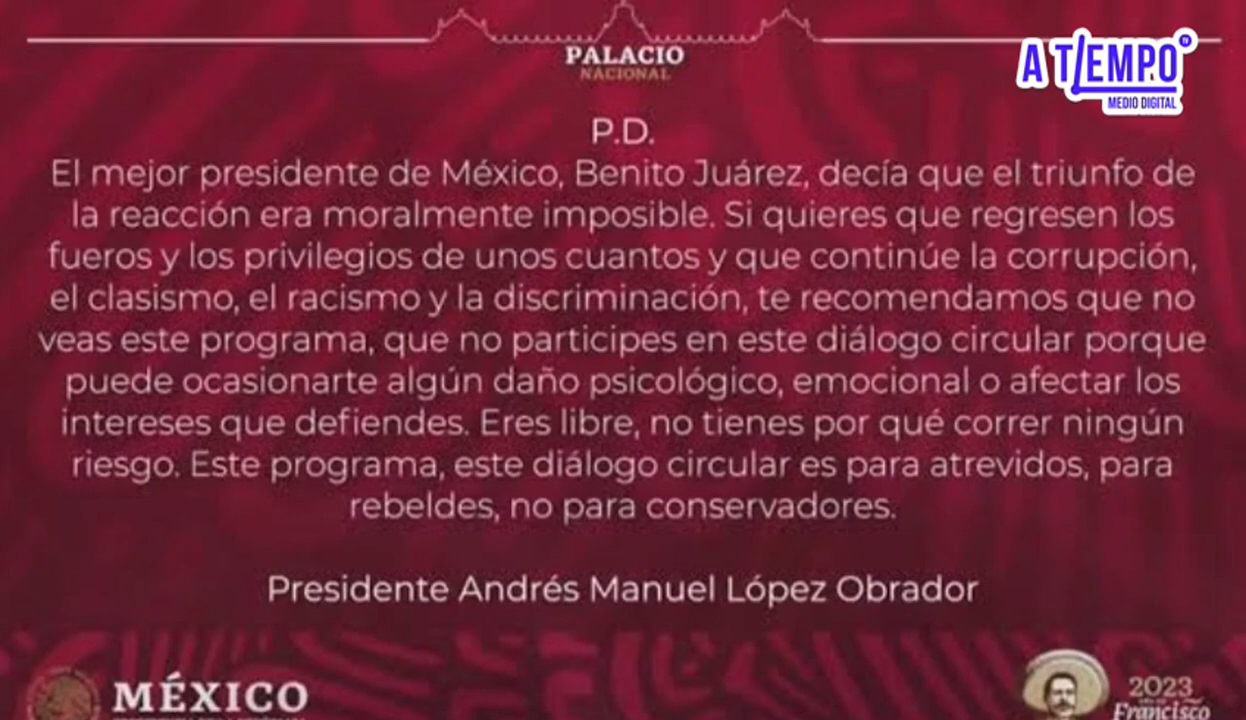 PALACIO
NACIONAL
A TIEMPO
MEDIO DIGITAL
P.D.
El mejor presidente de México, Benito Juárez, decía que el triunfo de
la reacción era moralmente imposible. Si quieres que regresen los
fueros y los privilegios de unos cuantos y que continúe la corrupción,
el clasismo, el racismo y la discriminación, te recomendamos que no
veas este programa, que no participes en este diálogo circular porque
puede ocasionarte algún daño psicológico, emocional o afectar los
intereses que defiendes. Eres libre, no tienes por qué correr ningún
riesgo. Este programa, este diálogo circular es para atrevidos, para
rebeldes, no para conservadores.
Presidente Andrés Manuel López Obrador
MÉXICO
2023
Francisco